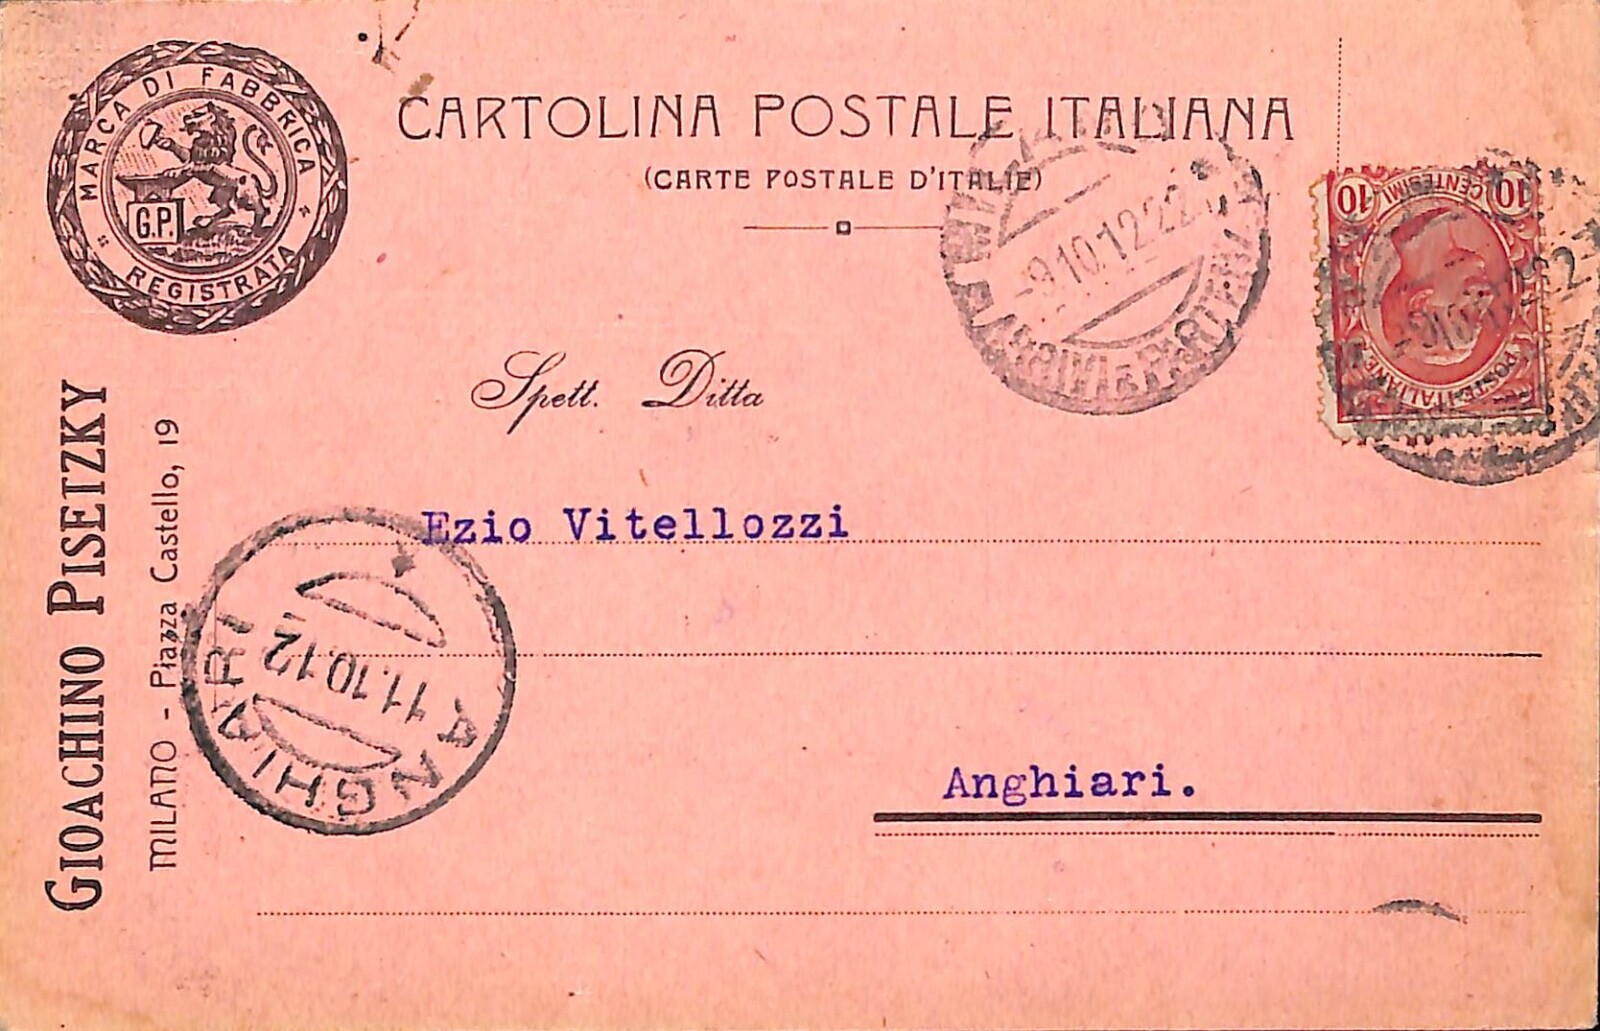 MARCA DI FABBRICA
G.P.
REGISTRATA
CARTOLINA POSTALE ITALIANA
(CARTE POSTALE D'ITALIE)
-9.10.12.22
10 CENTESIMI 10
POSTE ITALIANE
Spett. Ditta
Ezio Vitellozzi
Anghiari.
ANGHIARI
11.10.12
GIOACHINO PISETZKY
MILANO - Piazza Castello, 19